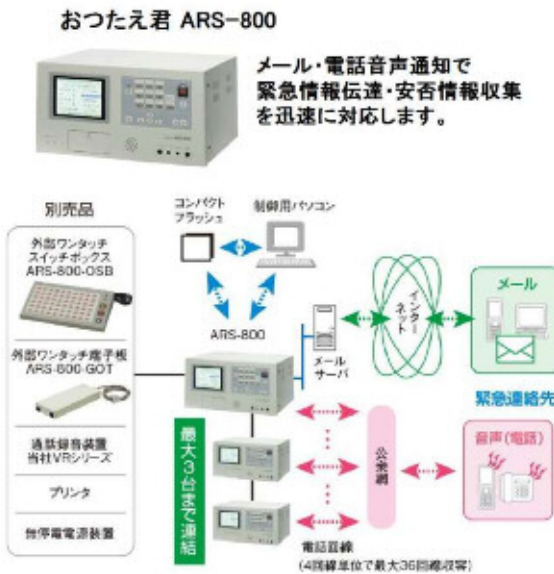 おつたえ君 ARS-800
メール・電話音声通知で
緊急情報伝達・安否情報収集
を迅速に対応します。
別売品
外部ワンタッチ
スイッチボックス
ARS-800-OSB
外部ワンタッチ端子板
ARS-800-GOT
通話録音装置
当社VRシリーズ
プリンタ
無停電電源装置
コンパクト
フラッシュ
制御用パソコン
ARS-800
メール
サーバ
インター
ネット
メール
緊急連絡先
音声(電話)
公衆網
最大3台まで連結
電話回線
(4回線単位で最大36回線収容)